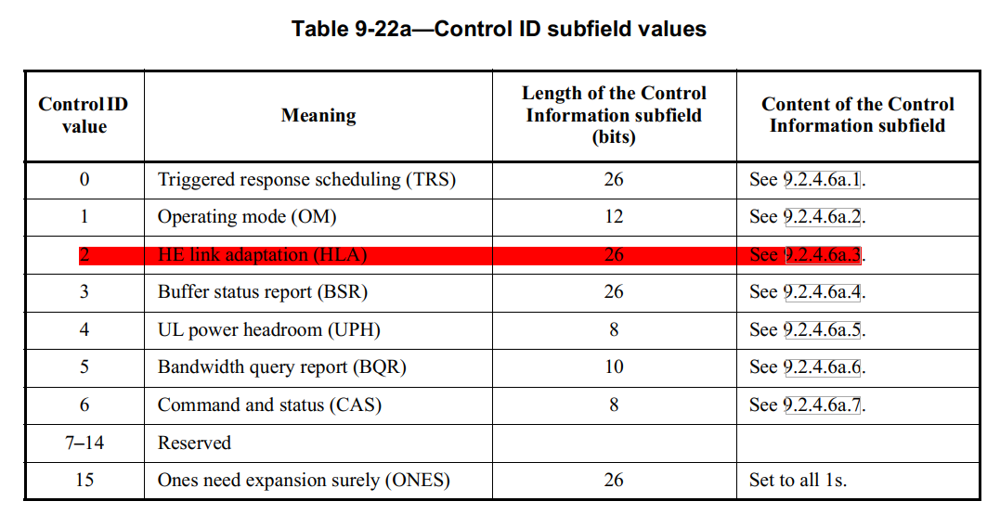 Table 9-22a—Control ID subfield values
Control ID value Meaning Length of the Control Information subfield (bits) Content of the Control Information subfield
0 Triggered response scheduling (TRS) 26 See 9.2.4.6a.1.
1 Operating mode (OM) 12 See 9.2.4.6a.2.
2 HE link adaptation (HLA) 26 See 9.2.4.6a.3.
3 Buffer status report (BSR) 26 See 9.2.4.6a.4.
4 UL power headroom (UPH) 8 See 9.2.4.6a.5.
5 Bandwidth query report (BQR) 10 See 9.2.4.6a.6.
6 Command and status (CAS) 8 See 9.2.4.6a.7.
7–14 Reserved
15 Ones need expansion surely (ONES) 26 Set to all 1s.